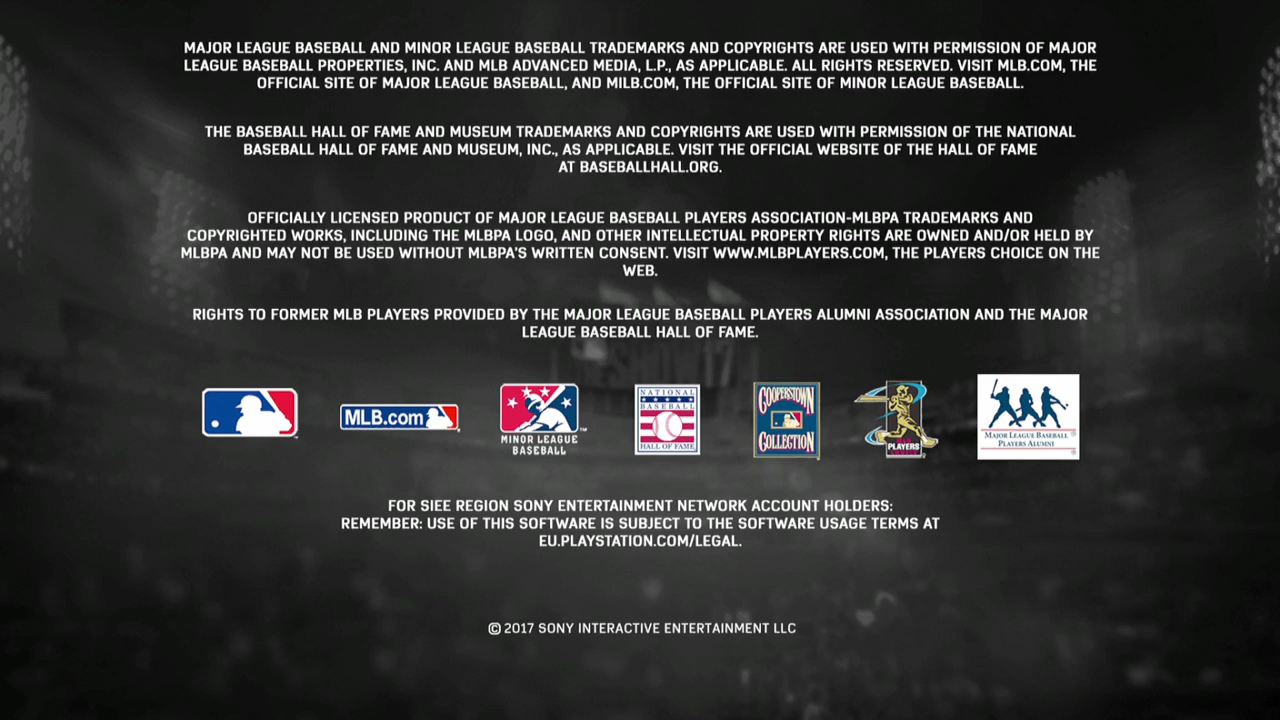 MAJOR LEAGUE BASEBALL AND MINOR LEAGUE BASEBALL TRADEMARKS AND COPYRIGHTS ARE USED WITH PERMISSION OF MAJOR
LEAGUE BASEBALL PROPERTIES, INC. AND MLB ADVANCED MEDIA, L.P., AS APPLICABLE. ALL RIGHTS RESERVED. VISIT MLB.COM, THE
OFFICIAL SITE OF MAJOR LEAGUE BASEBALL, AND MILB.COM, THE OFFICIAL SITE OF MINOR LEAGUE BASEBALL.
THE BASEBALL HALL OF FAME AND MUSEUM TRADEMARKS AND COPYRIGHTS ARE USED WITH PERMISSION OF THE NATIONAL
BASEBALL HALL OF FAME AND MUSEUM, INC., AS APPLICABLE. VISIT THE OFFICIAL WEBSITE OF THE HALL OF FAME
AT BASEBALLHALL.ORG.
OFFICIALLY LICENSED PRODUCT OF MAJOR LEAGUE BASEBALL PLAYERS ASSOCIATION-MLBPA TRADEMARKS AND
COPYRIGHTED WORKS, INCLUDING THE MLBPA LOGO, AND OTHER INTELLECTUAL PROPERTY RIGHTS ARE OWNED AND/OR HELD BY
MLBPA AND MAY NOT BE USED WITHOUT MLBPA'S WRITTEN CONSENT. VISIT WWW.MLBPLAYERS.COM, THE PLAYERS CHOICE ON THE
WEB.
RIGHTS TO FORMER MLB PLAYERS PROVIDED BY THE MAJOR LEAGUE BASEBALL PLAYERS ALUMNI ASSOCIATION AND THE MAJOR
LEAGUE BASEBALL HALL OF FAME.
MLB.com
MINOR LEAGUE
BASEBALL
NATIONAL
BASEBALL
HALL OF FAME
COOPERSTOWN
COLLECTION
PLAYERS
MAJOR LEAGUE BASEBALL
PLAYERS ALUMNI
FOR SIEE REGION SONY ENTERTAINMENT NETWORK ACCOUNT HOLDERS:
REMEMBER: USE OF THIS SOFTWARE IS SUBJECT TO THE SOFTWARE USAGE TERMS AT
EU.PLAYSTATION.COM/LEGAL.
© 2017 SONY INTERACTIVE ENTERTAINMENT LLC